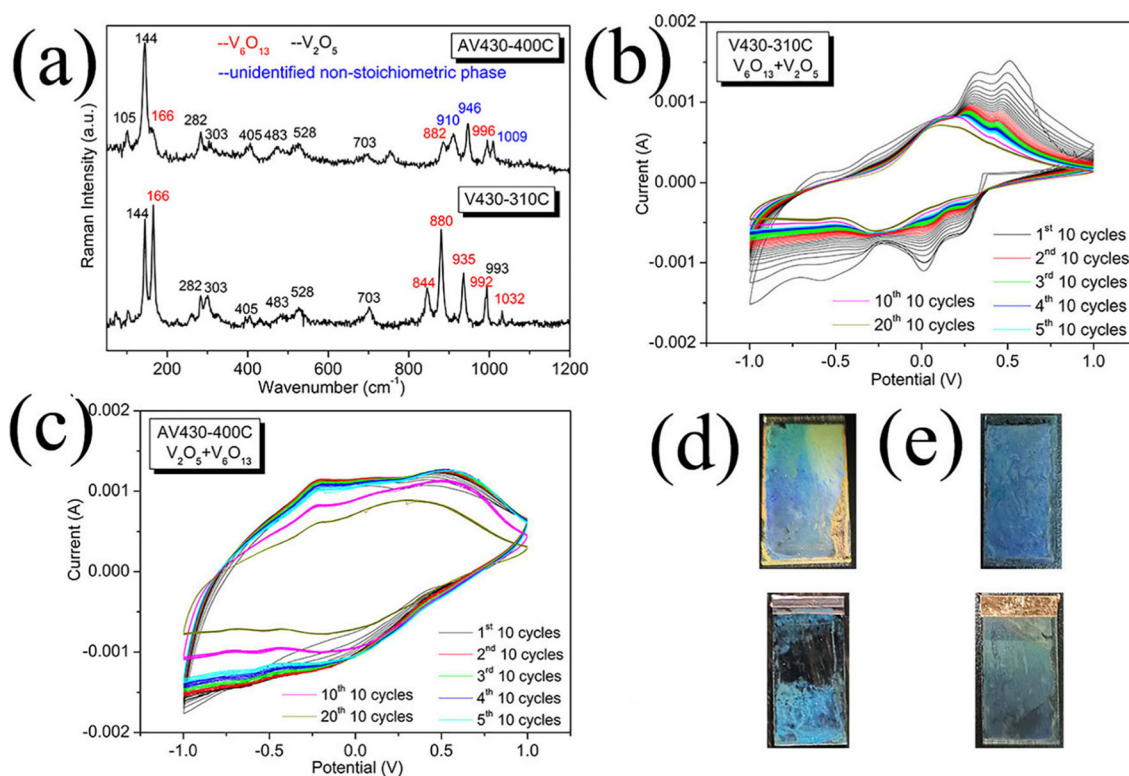 (a)
--V₆O₁₃ --V₂O₅
--unidentified non-stoichiometric phase
AV430-400C
144
105
166
282
303
405
483
528
703
882
910
946
996
1009
V430-310C
144
166
282
303
405
483
528
703
844
880
935
992
993
1032
Raman Intensity (a.u.)
200 400 600 800 1000 1200
Wavenumber (cm⁻¹)
(b)
V430-310C
V₆O₁₃+V₂O₅
0.002
0.001
0.000
-0.001
-0.002
Current (A)
1st 10 cycles
2nd 10 cycles
3rd 10 cycles
4th 10 cycles
5th 10 cycles
10th 10 cycles
20th 10 cycles
-1.0 -0.5 0.0 0.5 1.0
Potential (V)
(c)
AV430-400C
V₂O₅+V₆O₁₃
0.002
0.001
0.000
-0.001
-0.002
Current (A)
1st 10 cycles
2nd 10 cycles
3rd 10 cycles
4th 10 cycles
5th 10 cycles
10th 10 cycles
20th 10 cycles
-1.0 -0.5 0.0 0.5 1.0
Potential (V)
(d)
(e)